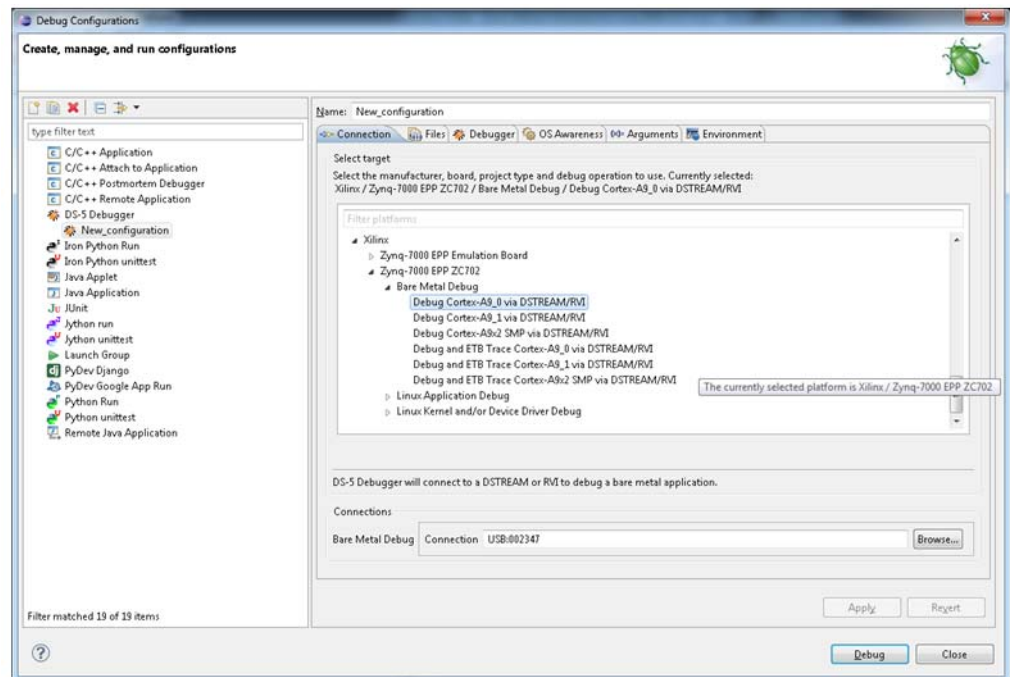 Debug Configurations
Create, manage, and run configurations
type filter text
C/C++ Application
C/C++ Attach to Application
C/C++ Postmortem Debugger
C/C++ Remote Application
DS-5 Debugger
New_configuration
Iron Python Run
Iron Python unittest
Java Applet
Java Application
JUnit
Jython run
Jython unittest
Launch Group
PyDev Django
PyDev Google App Run
Python Run
Python unittest
Remote Java Application
Filter matched 19 of 19 items
Name: New_configuration
Connection Files Debugger OS Awareness Arguments Environment
Select target
Select the manufacturer, board, project type and debug operation to use. Currently selected:
Xilinx / Zynq-7000 EPP ZC702 / Bare Metal Debug / Debug Cortex-A9_0 via DSTREAM/RVI
Filter platforms
Xilinx
Zynq-7000 EPP Emulation Board
Zynq-7000 EPP ZC702
Bare Metal Debug
Debug Cortex-A9_0 via DSTREAM/RVI
Debug Cortex-A9_1 via DSTREAM/RVI
Debug Cortex-A9x2 SMP via DSTREAM/RVI
Debug and ETB Trace Cortex-A9_0 via DSTREAM/RVI
Debug and ETB Trace Cortex-A9_1 via DSTREAM/RVI
Debug and ETB Trace Cortex-A9x2 SMP via DSTREAM/RVI
The currently selected platform is Xilinx / Zynq-7000 EPP ZC702
Linux Application Debug
Linux Kernel and/or Device Driver Debug
DS-5 Debugger will connect to a DSTREAM or RVI to debug a bare metal application.
Connections
Bare Metal Debug Connection USB:002347 Browse...
Apply Revert
Debug Close